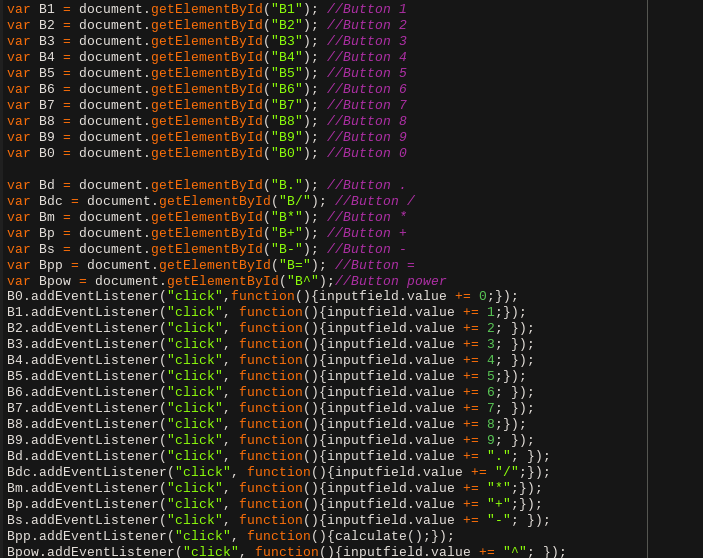 var B1 = document.getElementById("B1"); //Button 1
var B2 = document.getElementById("B2"); //Button 2
var B3 = document.getElementById("B3"); //Button 3
var B4 = document.getElementById("B4"); //Button 4
var B5 = document.getElementById("B5"); //Button 5
var B6 = document.getElementById("B6"); //Button 6
var B7 = document.getElementById("B7"); //Button 7
var B8 = document.getElementById("B8"); //Button 8
var B9 = document.getElementById("B9"); //Button 9
var B0 = document.getElementById("B0"); //Button 0

var Bd = document.getElementById("B."); //Button .
var Bdc = document.getElementById("B/"); //Button /
var Bm = document.getElementById("B*"); //Button *
var Bp = document.getElementById("B+"); //Button +
var Bs = document.getElementById("B-"); //Button -
var Bpp = document.getElementById("B="); //Button =
var Bpow = document.getElementById("B^");//Button power
B0.addEventListener("click",function(){inputfield.value += 0;});
B1.addEventListener("click", function(){inputfield.value += 1;});
B2.addEventListener("click", function(){inputfield.value += 2; });
B3.addEventListener("click", function(){inputfield.value += 3; });
B4.addEventListener("click", function(){inputfield.value += 4; });
B5.addEventListener("click", function(){inputfield.value += 5;});
B6.addEventListener("click", function(){inputfield.value += 6; });
B7.addEventListener("click", function(){inputfield.value += 7; });
B8.addEventListener("click", function(){inputfield.value += 8;});
B9.addEventListener("click", function(){inputfield.value += 9; });
Bd.addEventListener("click", function(){inputfield.value += "."; });
Bdc.addEventListener("click", function(){inputfield.value += "/";});
Bm.addEventListener("click", function(){inputfield.value += "*";});
Bp.addEventListener("click", function(){inputfield.value += "+";});
Bs.addEventListener("click", function(){inputfield.value += "-"; });
Bpp.addEventListener("click", function(){calculate();});
Bpow.addEventListener("click", function(){inputfield.value += "^"; });